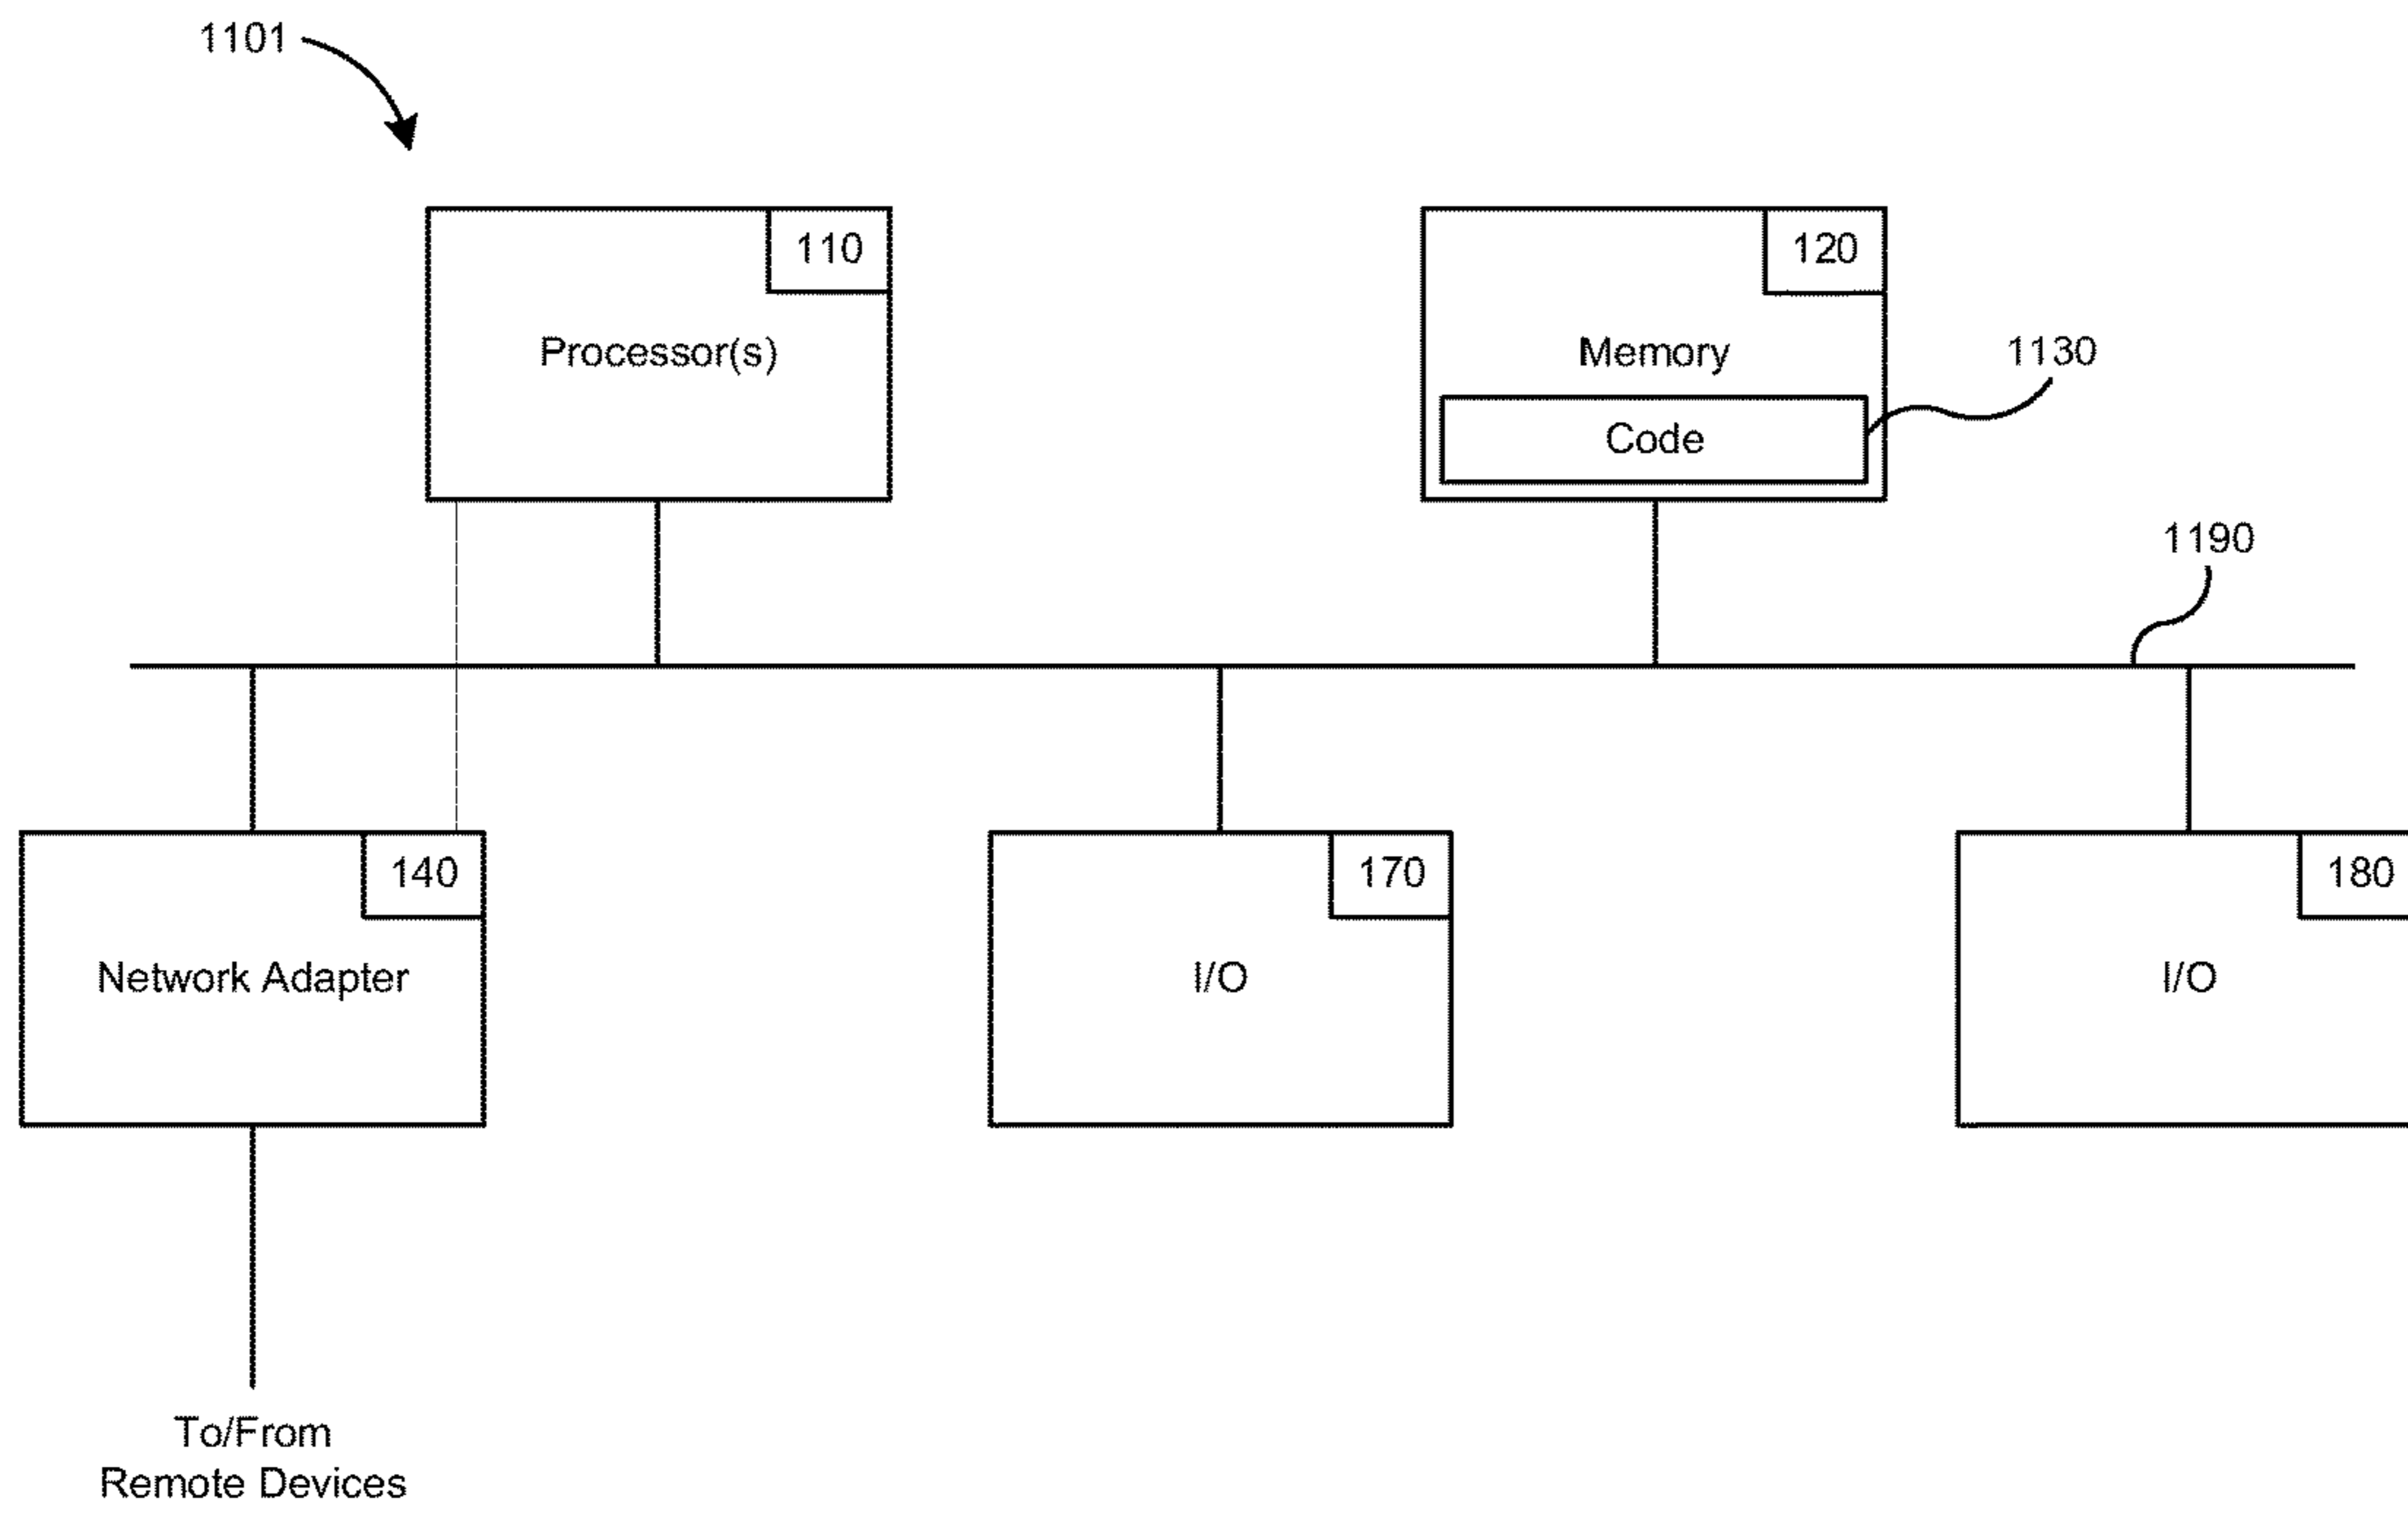 1101
110
Processor(s)
120
Memory
Code
1130
1190
140
Network Adapter
170
I/O
180
I/O
To/From
Remote Devices